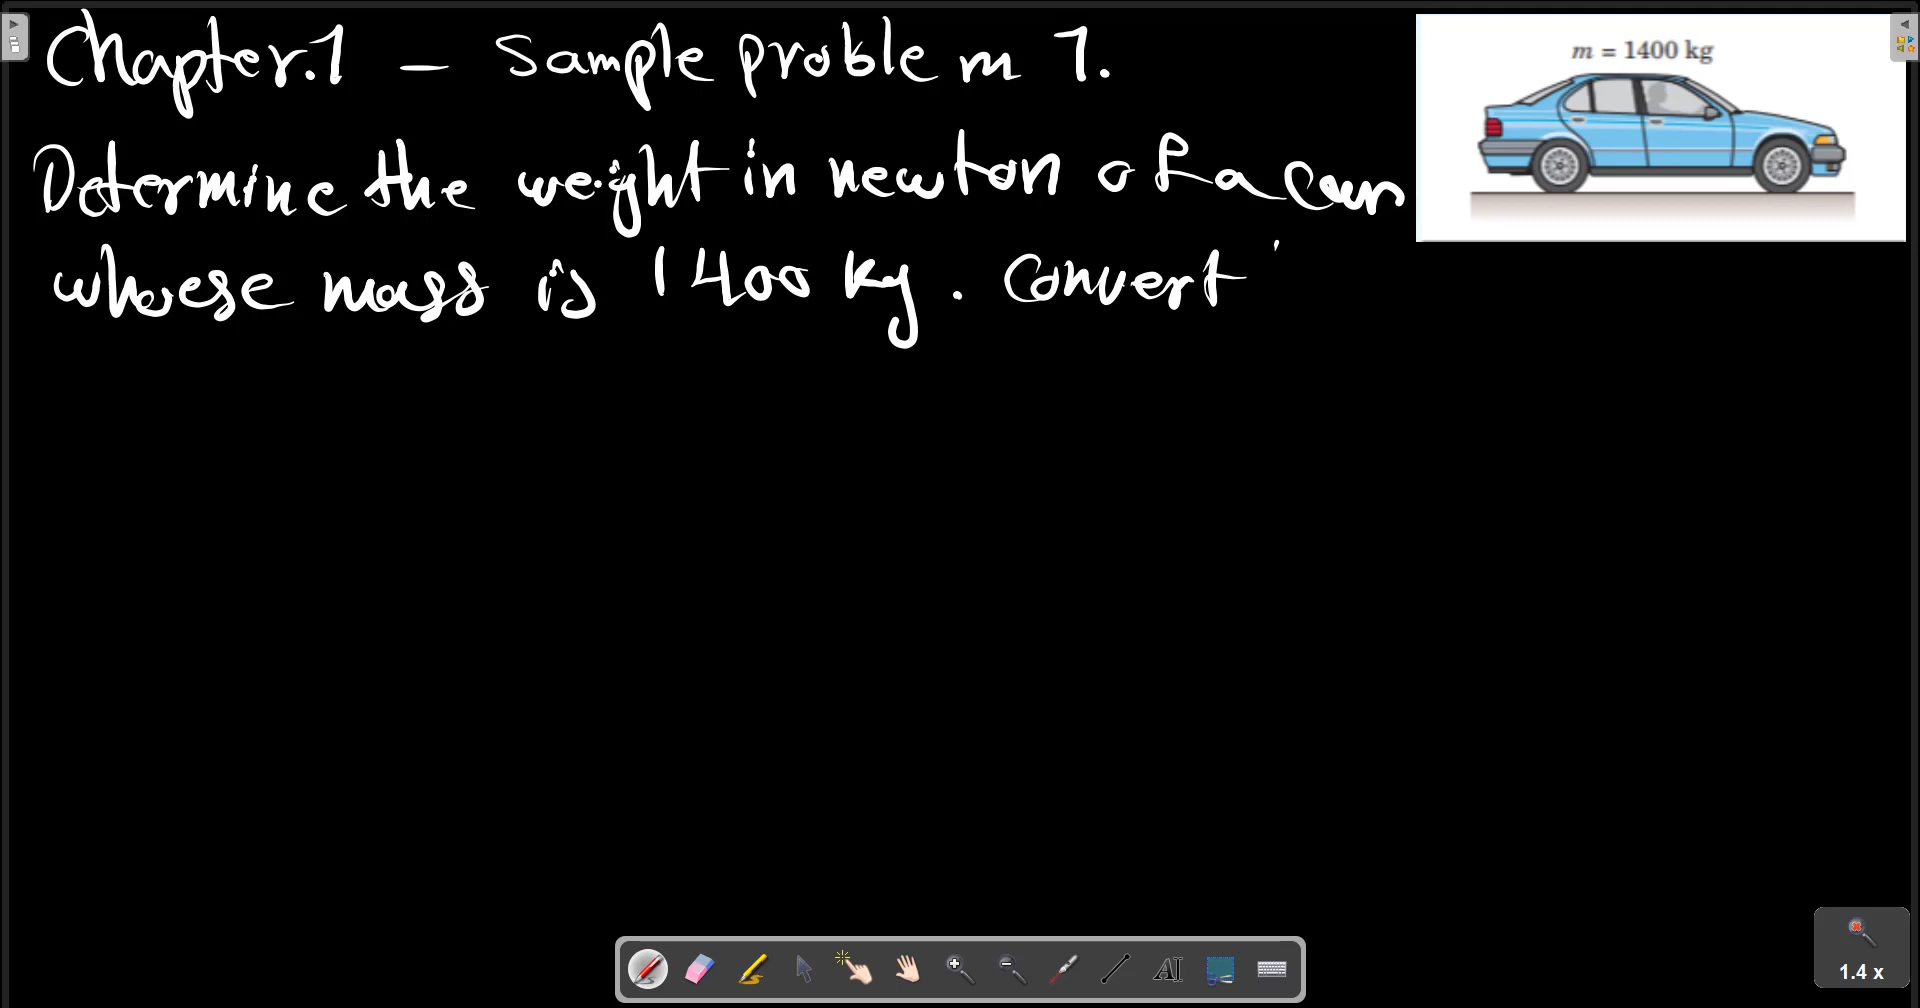 Chapter.1 – Sample problem 1.
m = 1400 kg
Determine the weight in newton of a car
whose mass is 1400 kg. Convert
1.4 x